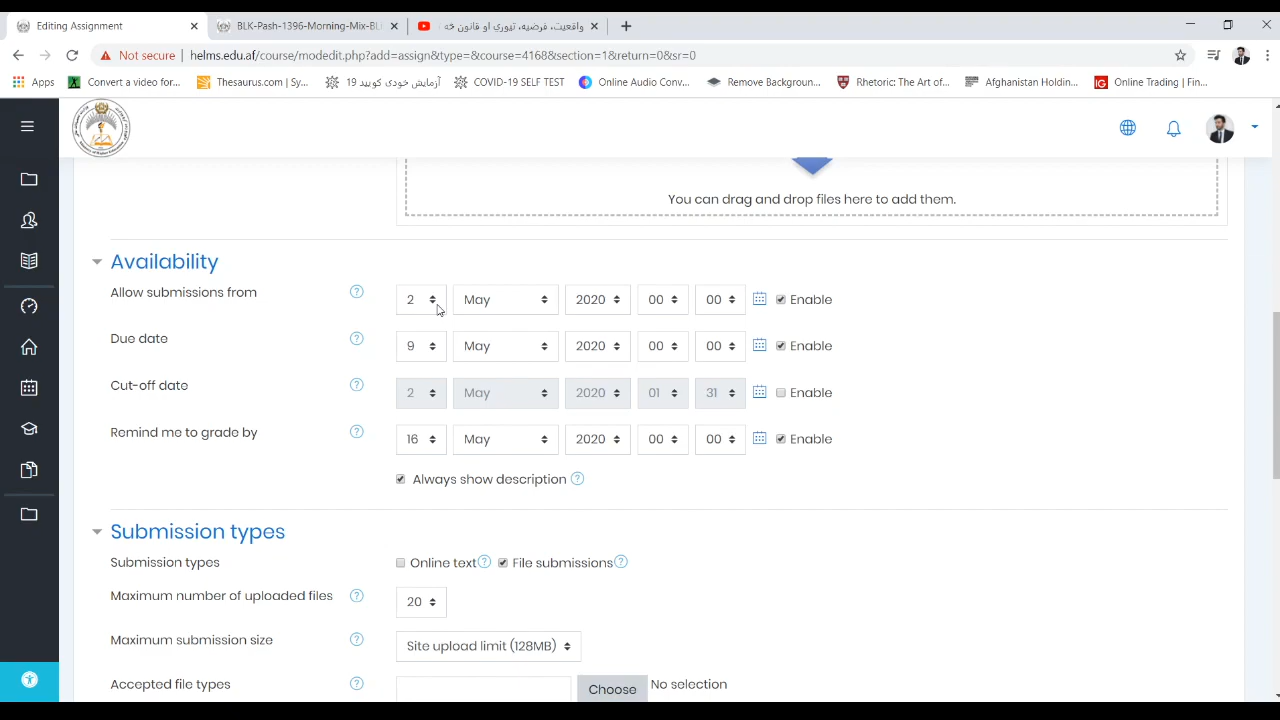 Editing Assignment
BLK-Pash-1396-Morning-Mix-BL
واقعیت، فرضیه، تیوري او قانون څه
Not secure
helms.edu.af/course/modedit.php?add=assign&type=&course=4168&section=1&return=0&sr=0
Apps
Convert a video for...
Thesaurus.com | Sy...
آزمایش خودی کووید 19
COVID-19 SELF TEST
Online Audio Conv...
Remove Backgroun...
Rhetoric: The Art of...
Afghanistan Holdin...
Online Trading | Fin...
You can drag and drop files here to add them.
Availability
Allow submissions from
2 May 2020 00 00 Enable
Due date
9 May 2020 00 00 Enable
Cut-off date
2 May 2020 01 31 Enable
Remind me to grade by
16 May 2020 00 00 Enable
Always show description
Submission types
Submission types
Online text File submissions
Maximum number of uploaded files
20
Maximum submission size
Site upload limit (128MB)
Accepted file types
Choose No selection